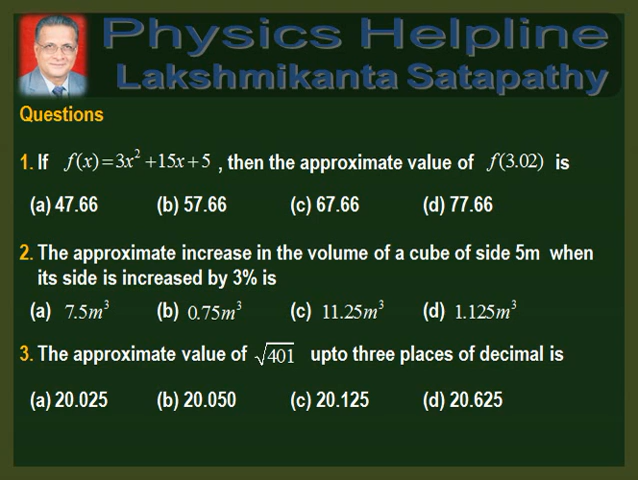 Physics Helpline
Lakshmikanta Satapathy
Questions
1. If f(x)=3x²+15x+5 , then the approximate value of f(3.02) is
(a) 47.66 (b) 57.66 (c) 67.66 (d) 77.66
2. The approximate increase in the volume of a cube of side 5m when
its side is increased by 3% is
(a) 7.5m³ (b) 0.75m³ (c) 11.25m³ (d) 1.125m³
3. The approximate value of √401 upto three places of decimal is
(a) 20.025 (b) 20.050 (c) 20.125 (d) 20.625